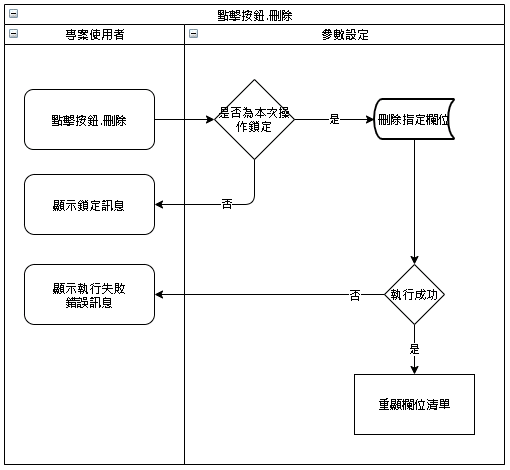 點擊按鈕.刪除
專案使用者
參數設定
點擊按鈕.刪除
是否為本次操
作鎖定
是
刪除指定欄位
顯示鎖定訊息
否
顯示執行失敗
錯誤訊息
否
執行成功
是
重顯欄位清單